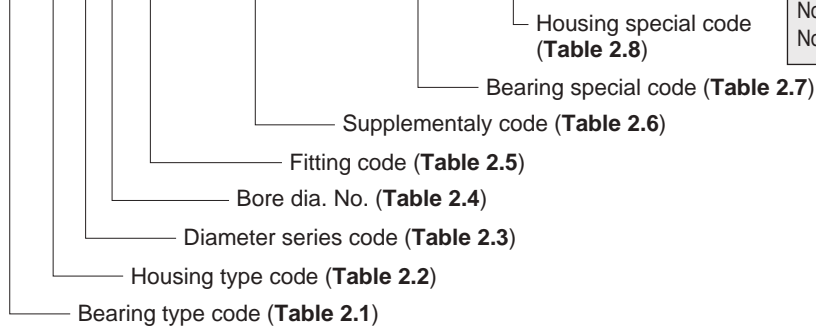 Housing special code
(Table 2.8)
No
No
Bearing special code (Table 2.7)
Supplementaly code (Table 2.6)
Fitting code (Table 2.5)
Bore dia. No. (Table 2.4)
Diameter series code (Table 2.3)
Housing type code (Table 2.2)
Bearing type code (Table 2.1)